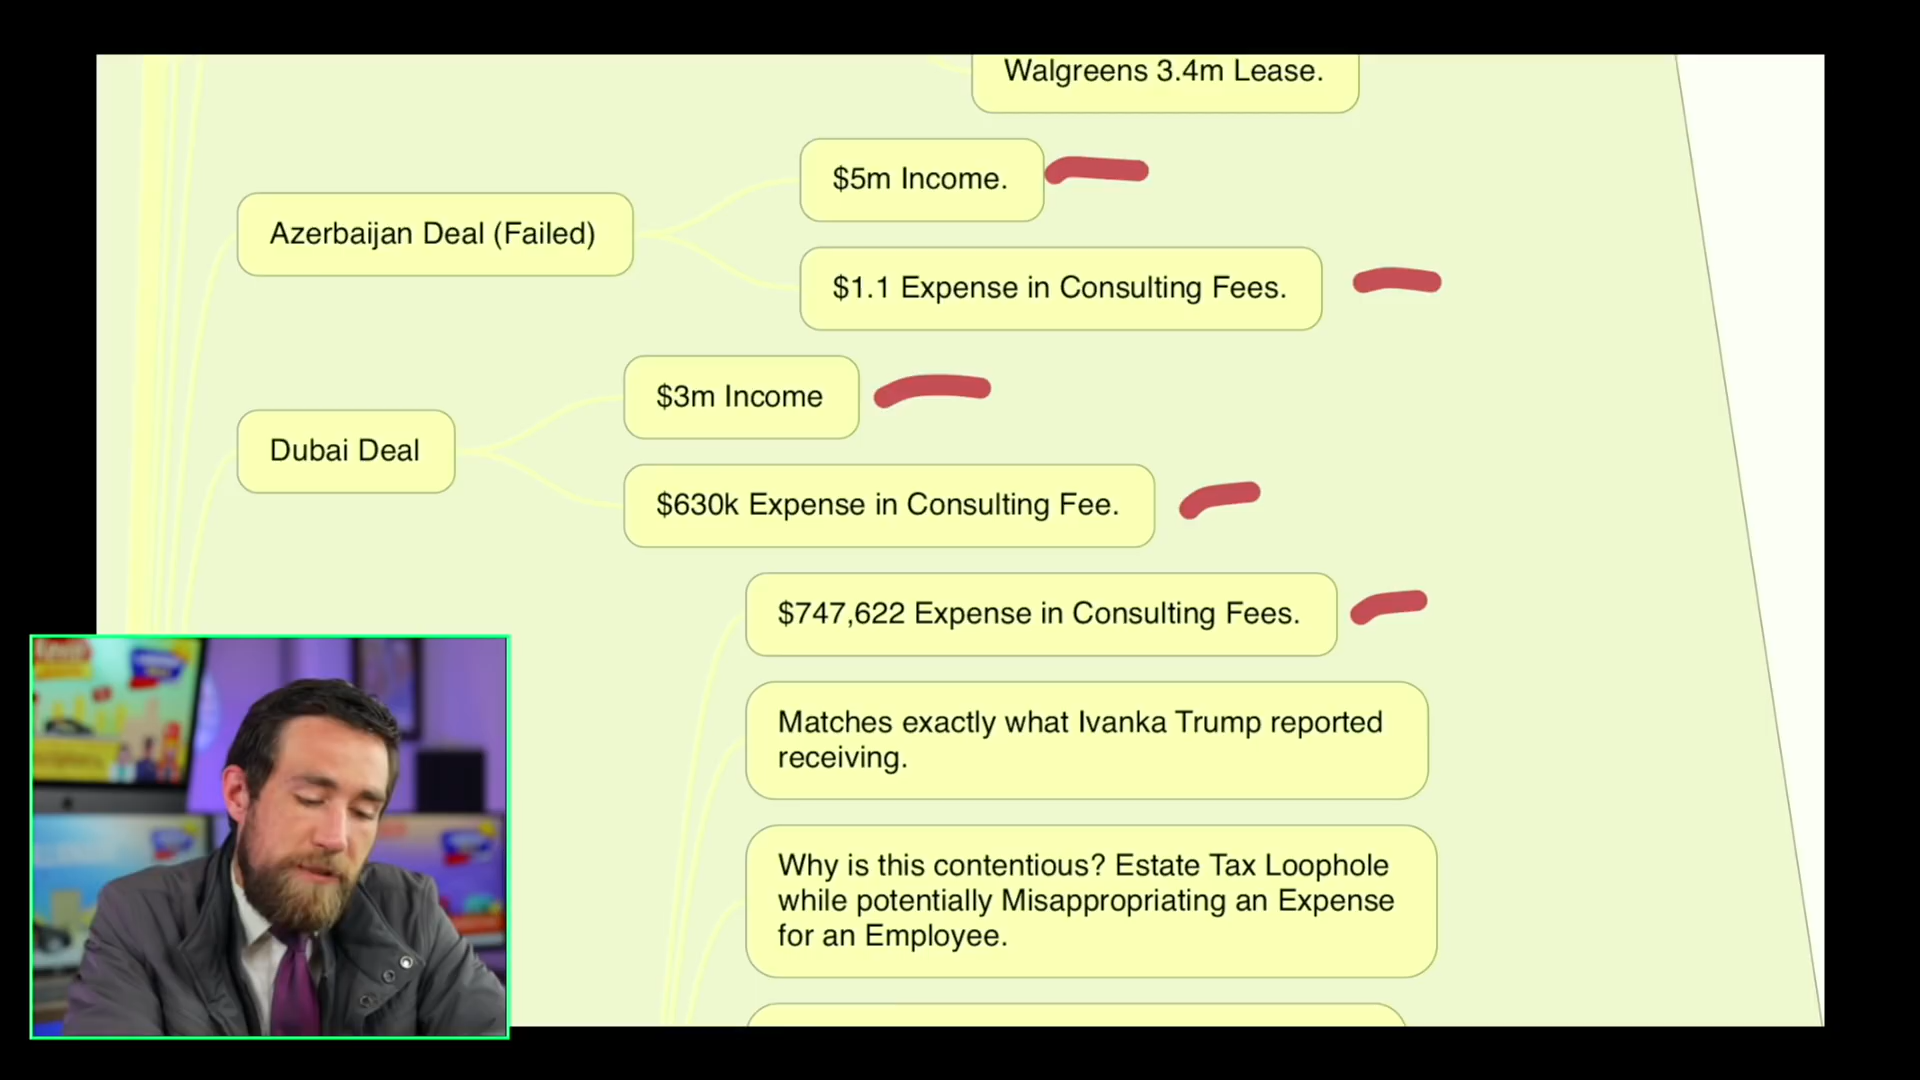 Walgreens 3.4m Lease.
$5m Income.
Azerbaijan Deal (Failed)
$1.1 Expense in Consulting Fees.
$3m Income
Dubai Deal
$630k Expense in Consulting Fee.
$747,622 Expense in Consulting Fees.
Matches exactly what Ivanka Trump reported
receiving.
Why is this contentious? Estate Tax Loophole
while potentially Misappropriating an Expense
for an Employee.